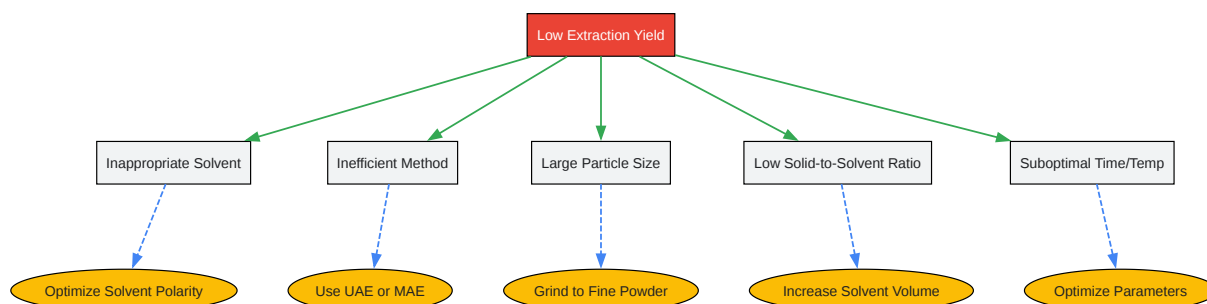 Low Extraction Yield
Inappropriate Solvent
Inefficient Method
Large Particle Size
Low Solid-to-Solvent Ratio
Suboptimal Time/Temp
Optimize Solvent Polarity
Use UAE or MAE
Grind to Fine Powder
Increase Solvent Volume
Optimize Parameters